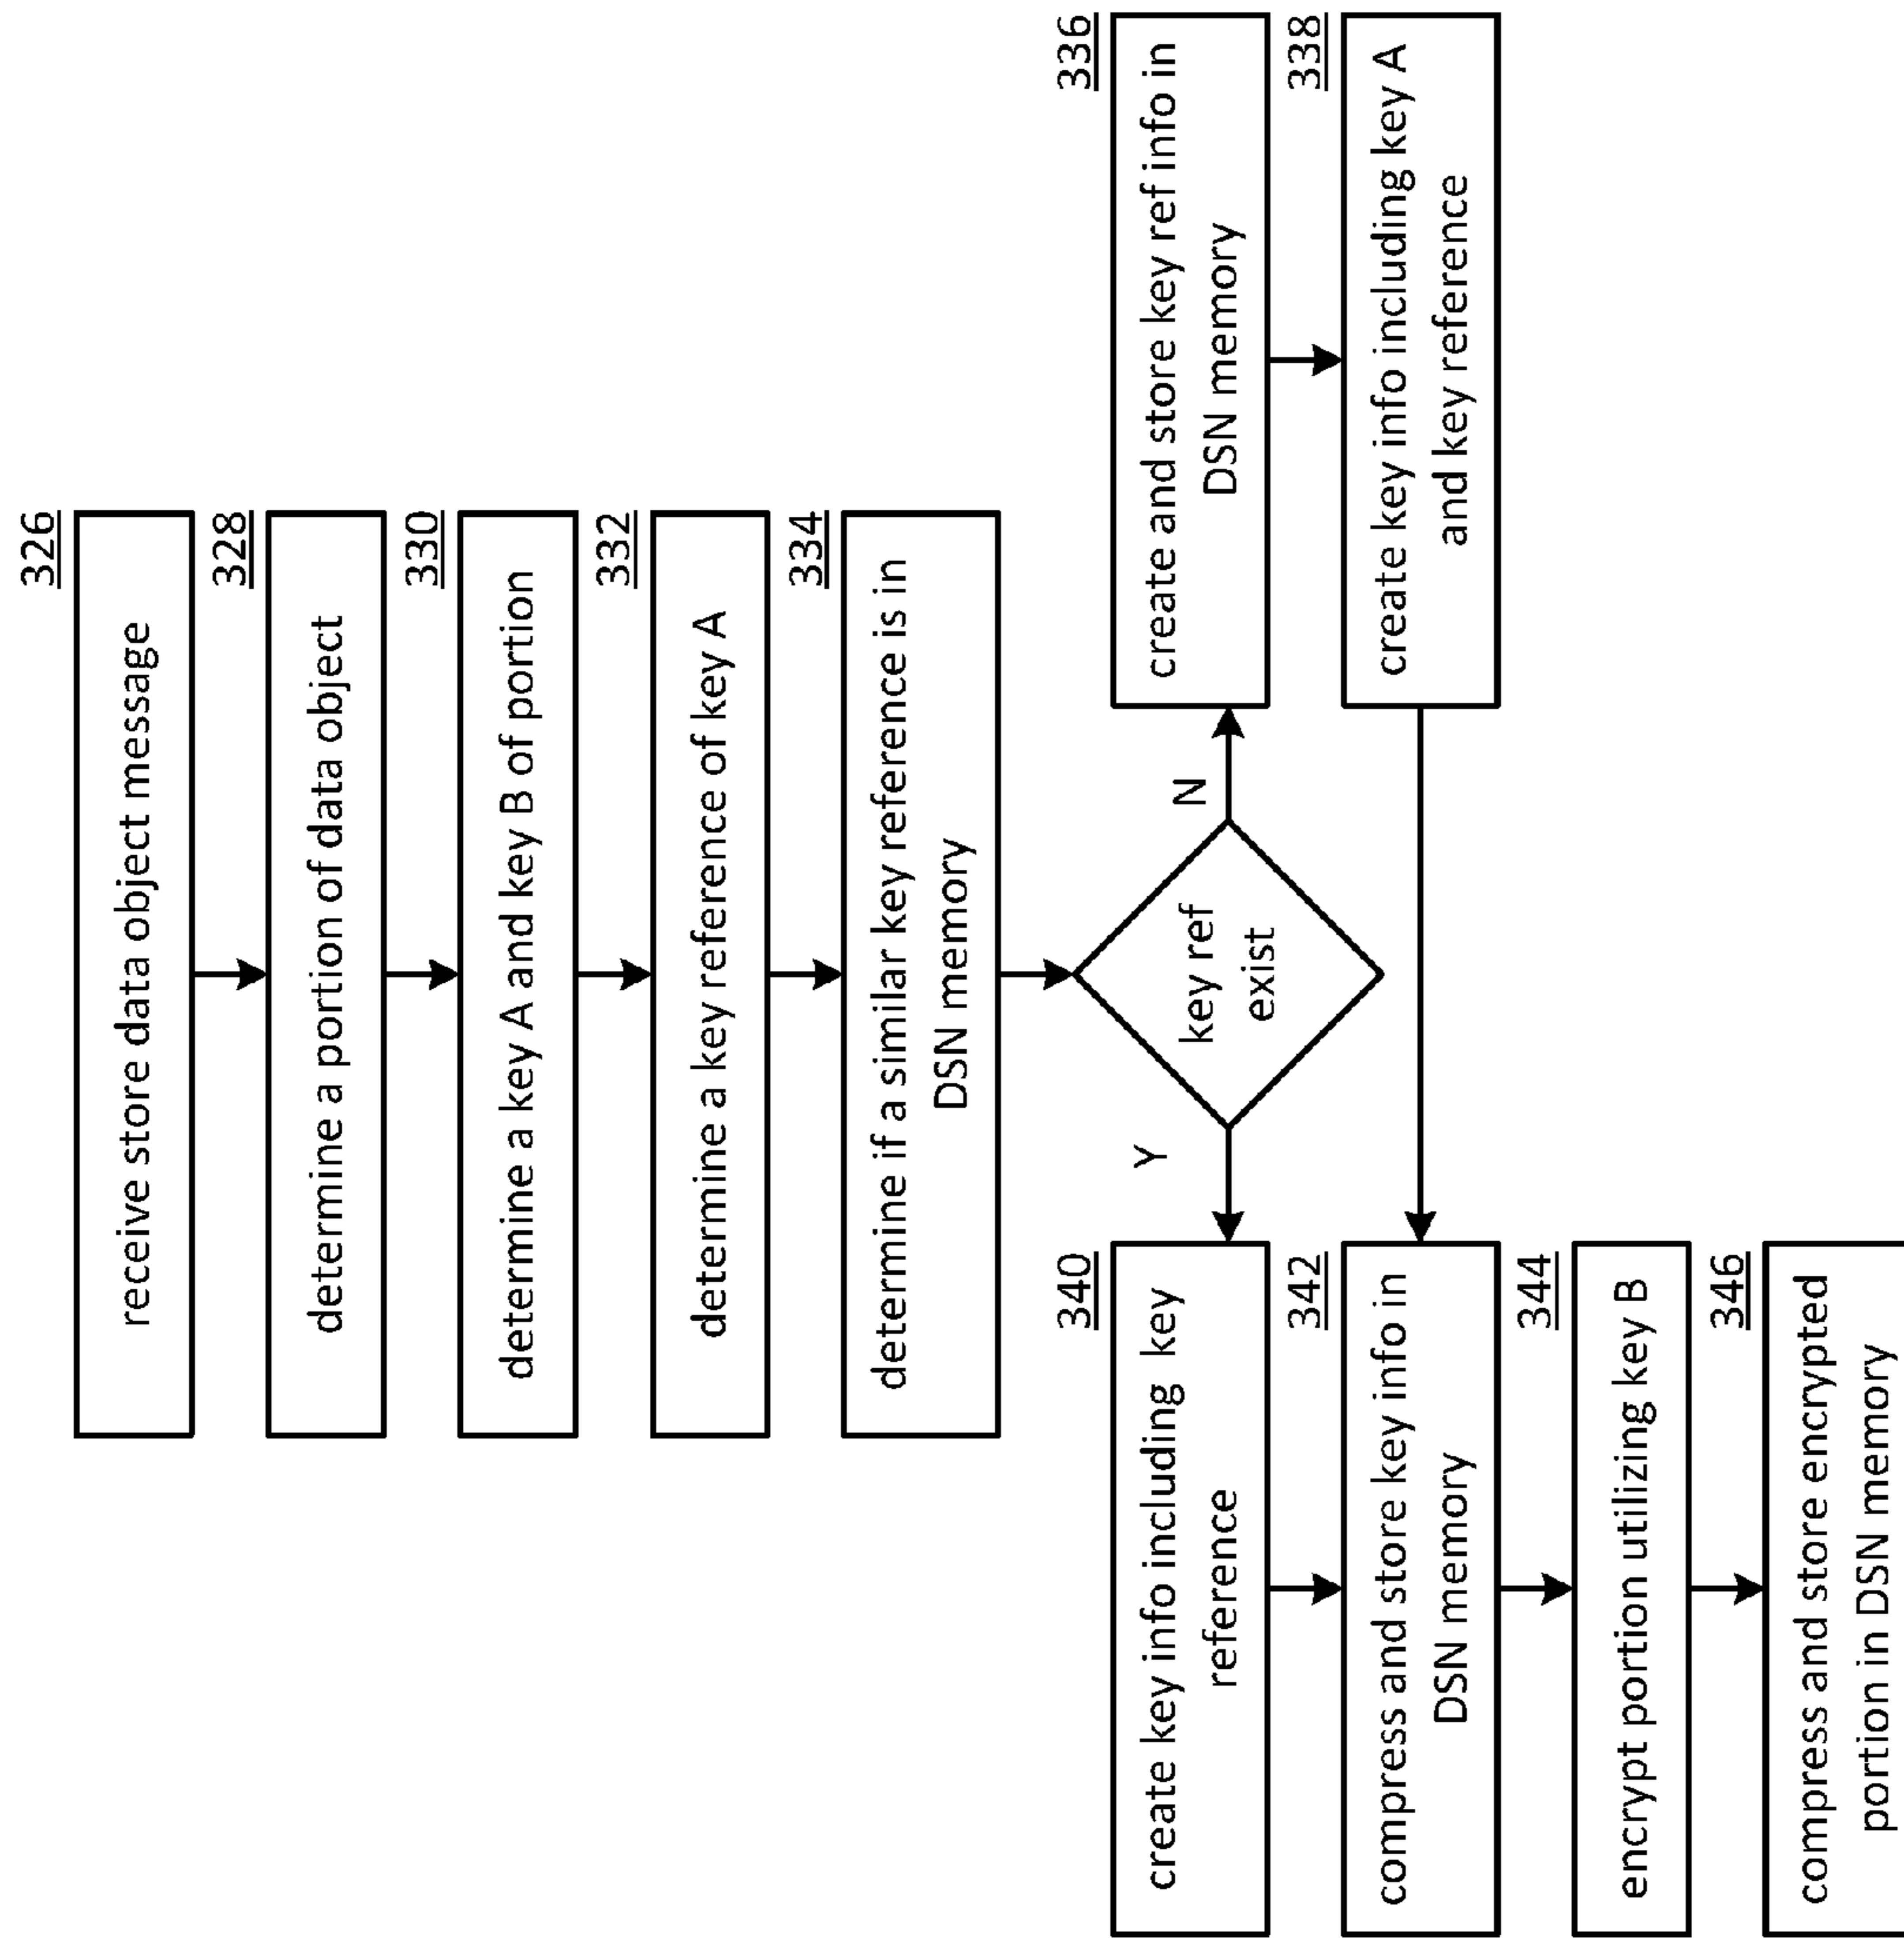 326
receive store data object message
328
determine a portion of data object
330
determine a key A and key B of portion
332
determine a key reference of key A
334
determine if a similar key reference is in
DSN memory
key ref
exist
Y
N
336
create and store key ref info in
DSN memory
338
create key info including key A
and key reference
340
create key info including key
reference
342
compress and store key info in
DSN memory
344
encrypt portion utilizing key B
346
compress and store encrypted
portion in DSN memory